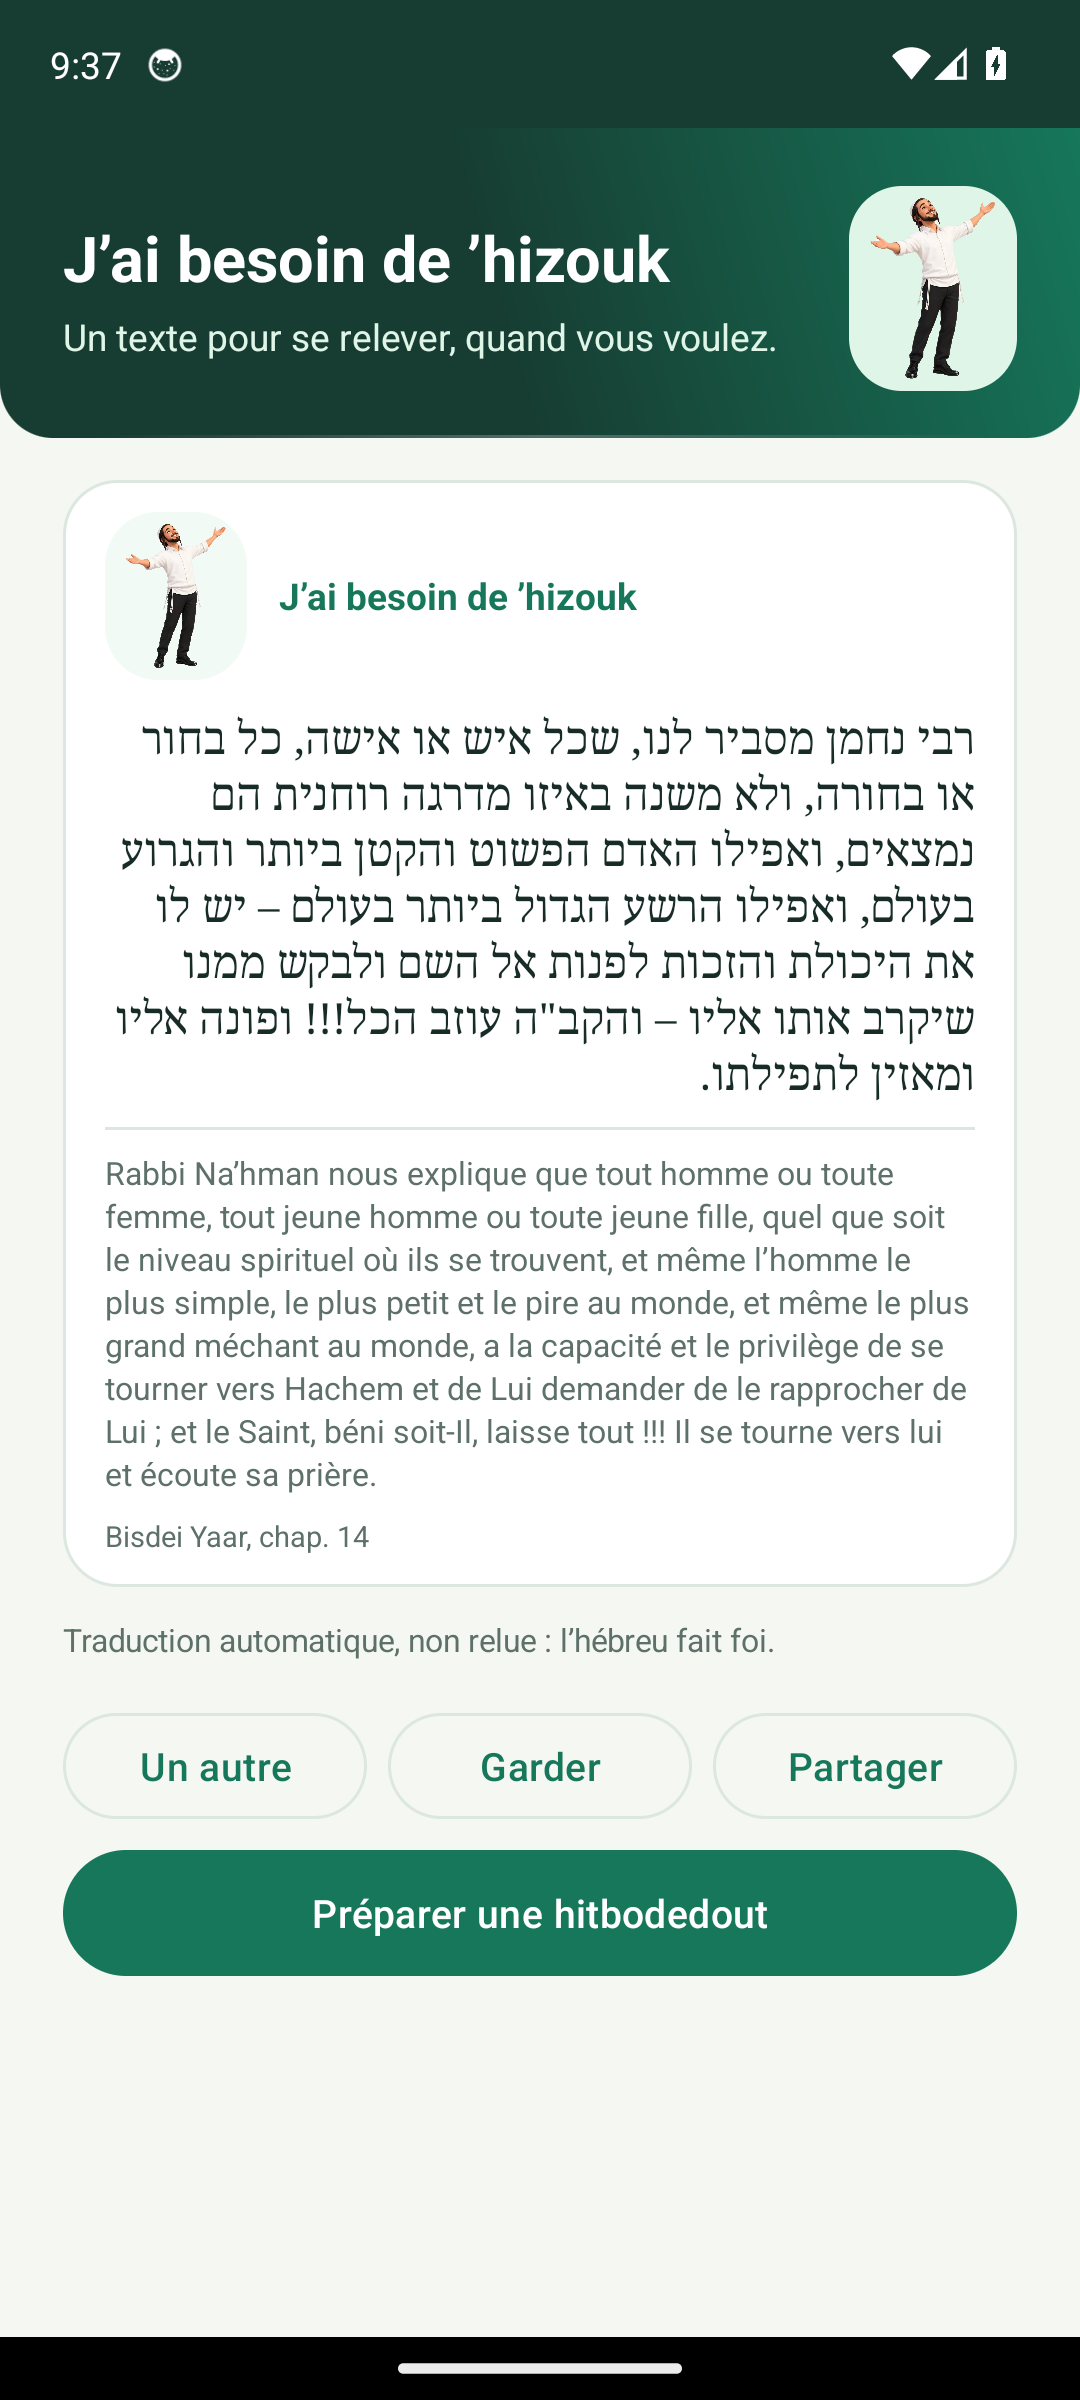 9:37
J’ai besoin de ’hizouk
Un texte pour se relever, quand vous voulez.
J’ai besoin de ’hizouk
רבי נחמן מסביר לנו, שכל איש או אישה, כל בחור
או בחורה, ולא משנה באיזו מדרגה רוחנית הם
נמצאים, ואפילו האדם הפשוט והקטן ביותר והגרוע
בעולם, ואפילו הרשע הגדול ביותר בעולם – יש לו
את היכולת והזכות לפנות אל השם ולבקש ממנו
שיקרב אותו אליו – והקב"ה עוזב הכל!!! ופונה אליו
ומאזין לתפילתו.
Rabbi Na’hman nous explique que tout homme ou toute
femme, tout jeune homme ou toute jeune fille, quel que soit
le niveau spirituel où ils se trouvent, et même l’homme le
plus simple, le plus petit et le pire au monde, et même le plus
grand méchant au monde, a la capacité et le privilège de se
tourner vers Hachem et de Lui demander de le rapprocher de
Lui ; et le Saint, béni soit-Il, laisse tout !!! Il se tourne vers lui
et écoute sa prière.
Bisdei Yaar, chap. 14
Traduction automatique, non relue : l’hébreu fait foi.
Un autre
Garder
Partager
Préparer une hitbodedout